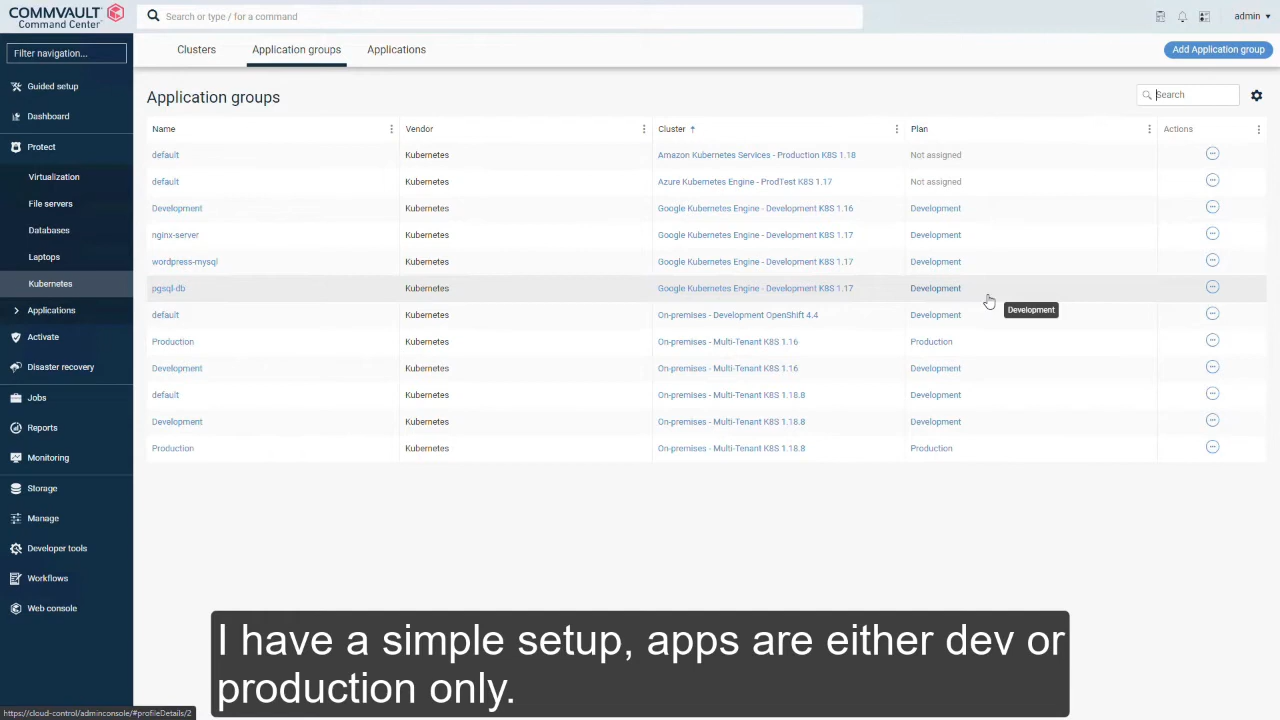 COMMVAULT
Command Center
Search or type / for a command
admin
Filter navigation...
Guided setup
Dashboard
Protect
Virtualization
File servers
Databases
Laptops
Kubernetes
Applications
Activate
Disaster recovery
Jobs
Reports
Monitoring
Storage
Manage
Developer tools
Workflows
Web console
Clusters Application groups Applications
Add Application group
Application groups
Search
Name Vendor Cluster Plan Actions
default Kubernetes Amazon Kubernetes Services - Production K8S 1.18 Not assigned
default Kubernetes Azure Kubernetes Engine - ProdTest K8S 1.17 Not assigned
Development Kubernetes Google Kubernetes Engine - Development K8S 1.16 Development
nginx-server Kubernetes Google Kubernetes Engine - Development K8S 1.17 Development
wordpress-mysql Kubernetes Google Kubernetes Engine - Development K8S 1.17 Development
pgsql-db Kubernetes Google Kubernetes Engine - Development K8S 1.17 Development
Development
default Kubernetes On-premises - Development OpenShift 4.4 Development
Production Kubernetes On-premises - Multi-Tenant K8S 1.16 Production
Development Kubernetes On-premises - Multi-Tenant K8S 1.16 Development
default Kubernetes On-premises - Multi-Tenant K8S 1.18.8 Development
Development Kubernetes On-premises - Multi-Tenant K8S 1.18.8 Development
Production Kubernetes On-premises - Multi-Tenant K8S 1.18.8 Production
I have a simple setup, apps are either dev or
production only.
https://cloud-control/adminconsole/#profileDetails/2